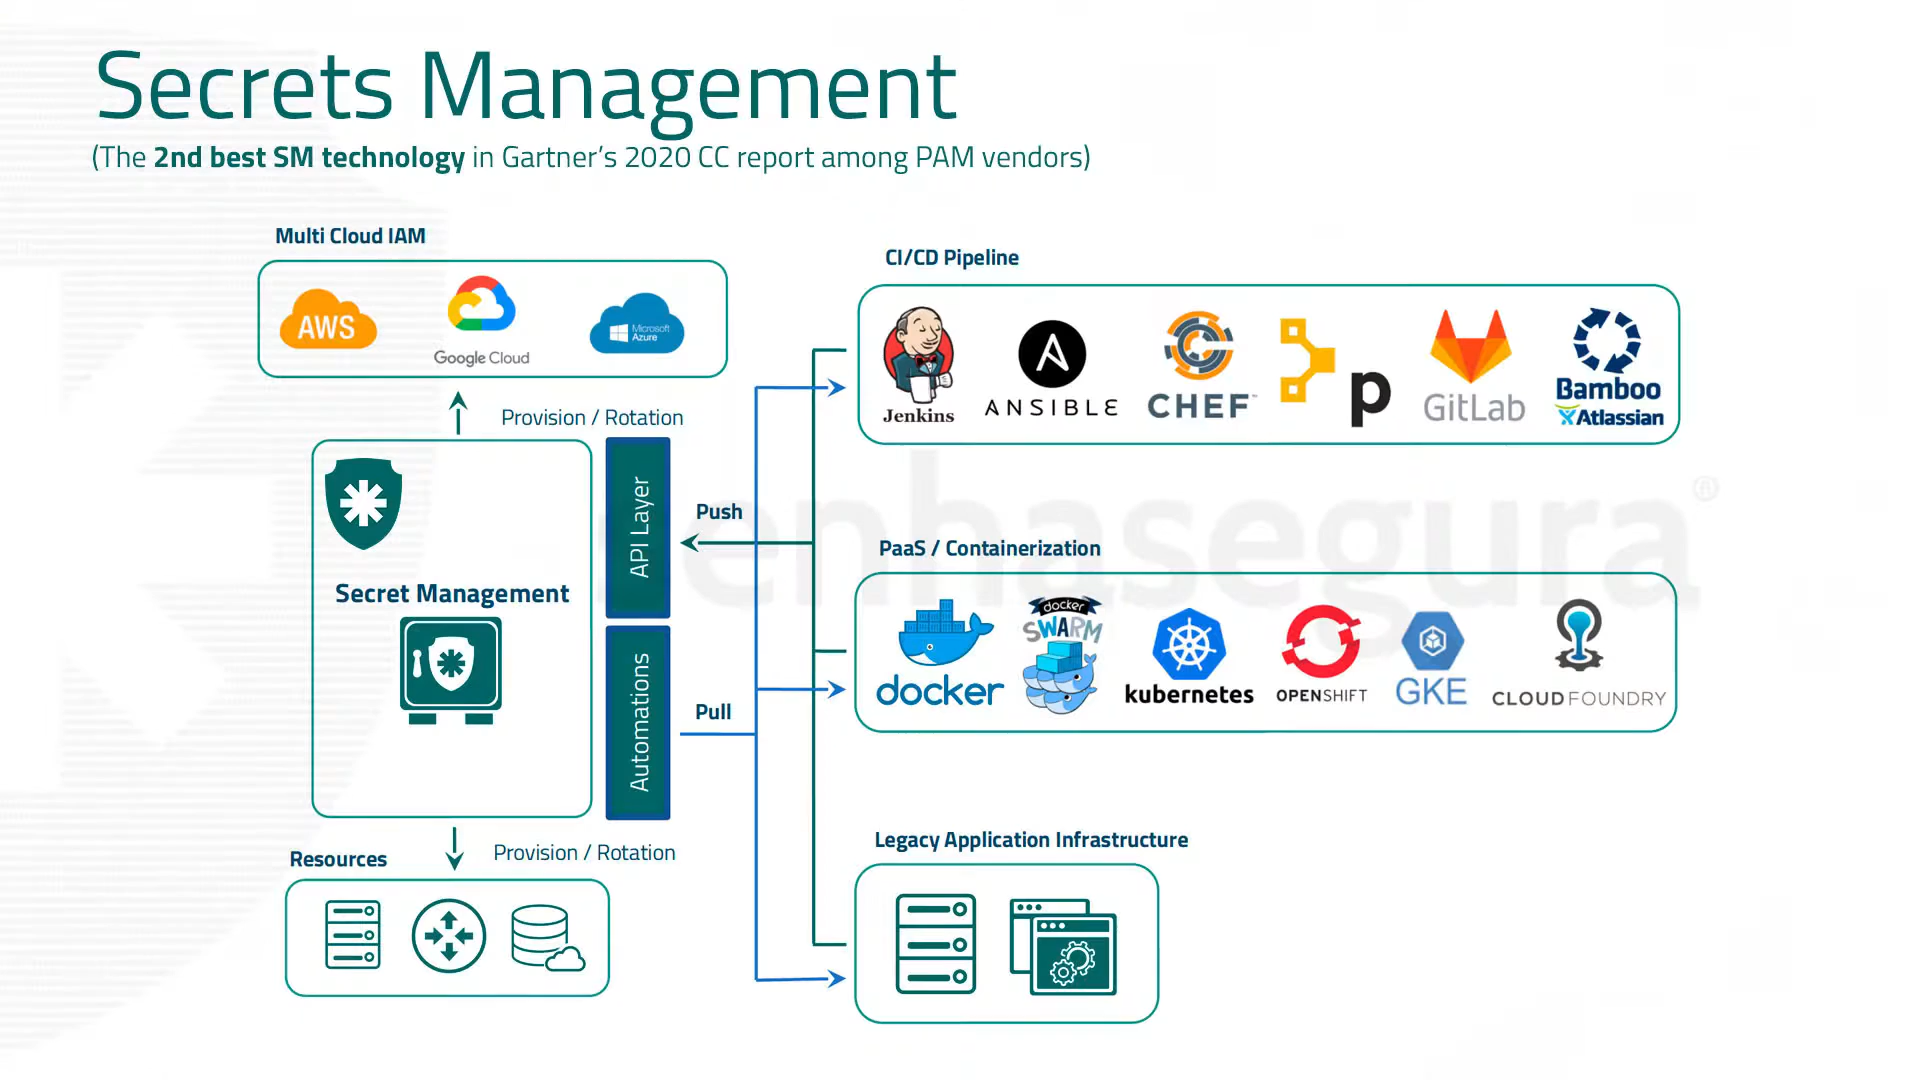 Secrets Management
(The 2nd best SM technology in Gartner's 2020 CC report among PAM vendors)
Multi Cloud IAM
AWS
Google Cloud
Microsoft
Azure
Provision / Rotation
Secret Management
API Layer
Automations
Push
Pull
Resources
Provision / Rotation
CI/CD Pipeline
Jenkins
ANSIBLE
CHEF
p
GitLab
Bamboo
Atlassian
PaaS / Containerization
docker
docker
SWARM
kubernetes
OPENSHIFT
GKE
CLOUD FOUNDRY
Legacy Application Infrastructure
senhasegura®